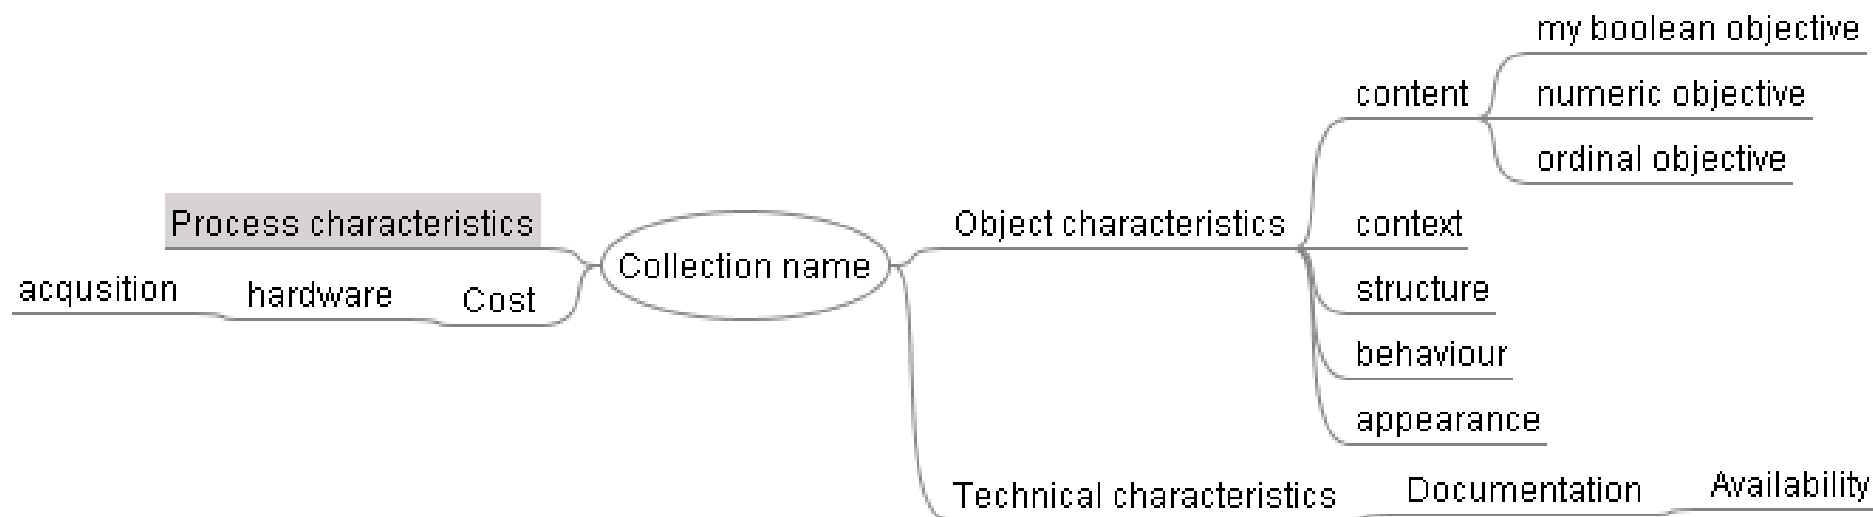 my boolean objective
content
numeric objective
ordinal objective
Process characteristics
Object characteristics
context
Collection name
acqusition
hardware
Cost
structure
behaviour
appearance
Technical characteristics
Documentation
Availability